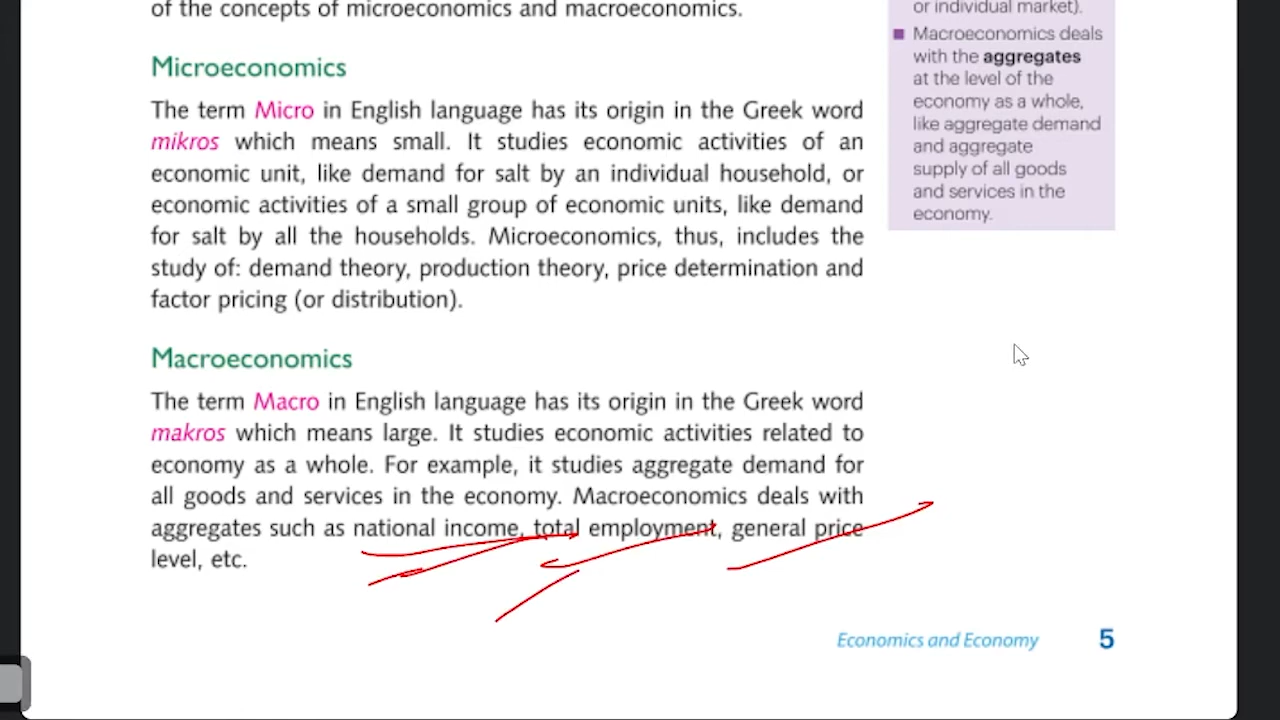 of the concepts of microeconomics and macroeconomics.
Microeconomics
The term Micro in English language has its origin in the Greek word
mikros which means small. It studies economic activities of an
economic unit, like demand for salt by an individual household, or
economic activities of a small group of economic units, like demand
for salt by all the households. Microeconomics, thus, includes the
study of: demand theory, production theory, price determination and
factor pricing (or distribution).
Macroeconomics
The term Macro in English language has its origin in the Greek word
makros which means large. It studies economic activities related to
economy as a whole. For example, it studies aggregate demand for
all goods and services in the economy. Macroeconomics deals with
aggregates such as national income, total employment, general price
level, etc.
or individual market).
■ Macroeconomics deals
with the aggregates
at the level of the
economy as a whole,
like aggregate demand
and aggregate
supply of all goods
and services in the
economy.
Economics and Economy 5